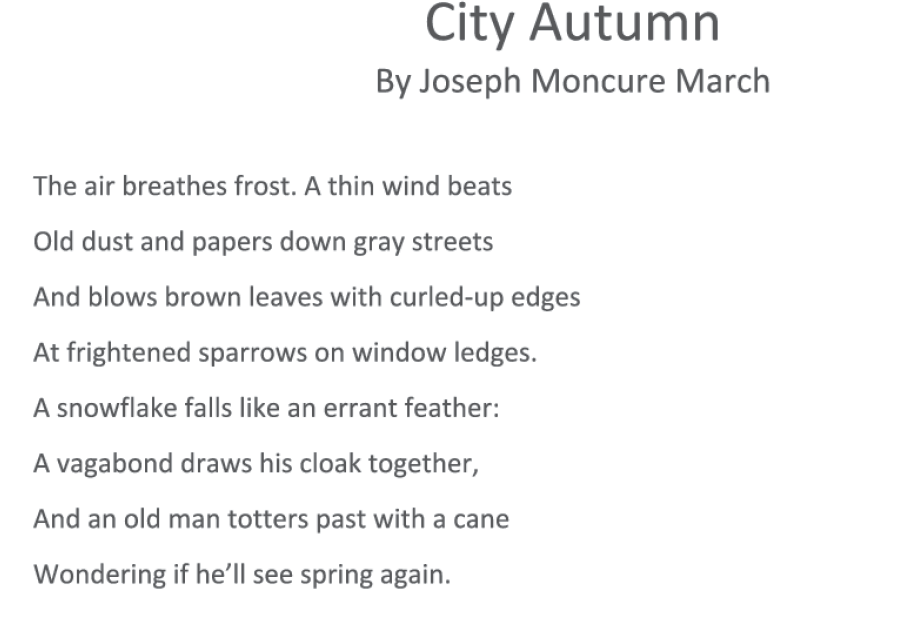 City Autumn
By Joseph Moncure March
The air breathes frost. A thin wind beats
Old dust and papers down gray streets
And blows brown leaves with curled-up edges
At frightened sparrows on window ledges.
A snowflake falls like an errant feather:
A vagabond draws his cloak together,
And an old man totters past with a cane
Wondering if he’ll see spring again.